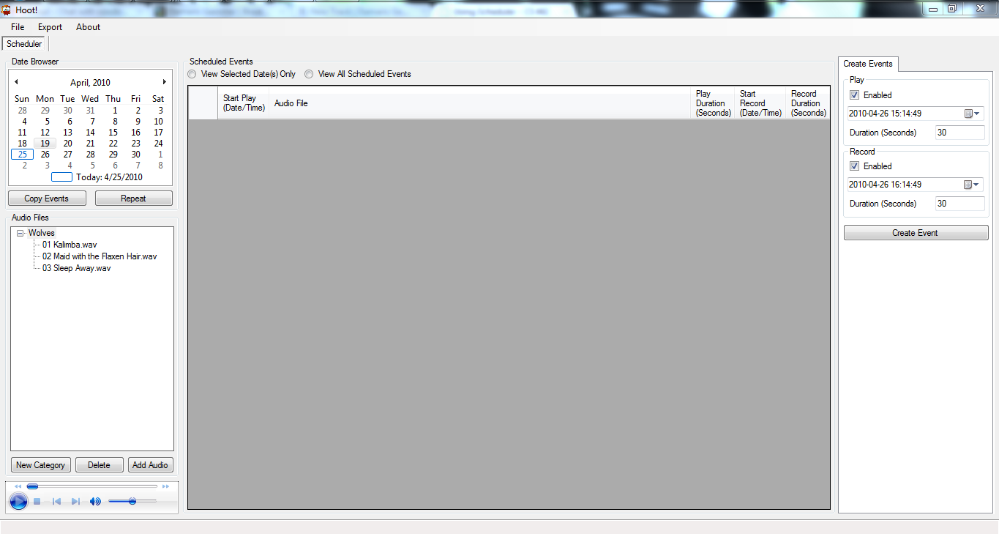 Hoot!
File Export About
Scheduler
Date Browser
April, 2010
Sun Mon Tue Wed Thu Fri Sat
28 29 30 31 1 2 3
4 5 6 7 8 9 10
11 12 13 14 15 16 17
18 19 20 21 22 23 24
25 26 27 28 29 30 1
2 3 4 5 6 7 8
Today: 4/25/2010
Copy Events Repeat
Audio Files
Wolves
01 Kalimba.wav
02 Maid with the Flaxen Hair.wav
03 Sleep Away.wav
New Category Delete Add Audio
Scheduled Events
View Selected Date(s) Only View All Scheduled Events
Start Play
(Date/Time)
Audio File
Play
Duration
(Seconds)
Start
Record
(Date/Time)
Record
Duration
(Seconds)
Create Events
Play
Enabled
2010-04-26 15:14:49
Duration (Seconds) 30
Record
Enabled
2010-04-26 16:14:49
Duration (Seconds) 30
Create Event